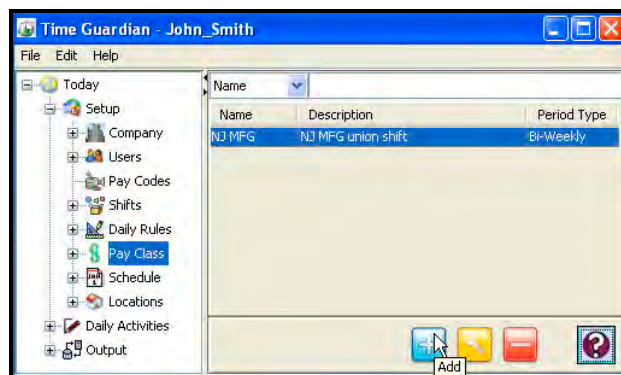 Time Guardian - John_Smith
File Edit Help
Today
Setup
Company
Users
Pay Codes
Shifts
Daily Rules
Pay Class
Schedule
Locations
Daily Activities
Output
Name
Name Description Period Type
NJ MFG NJ MFG union shift Bi-Weekly
Add